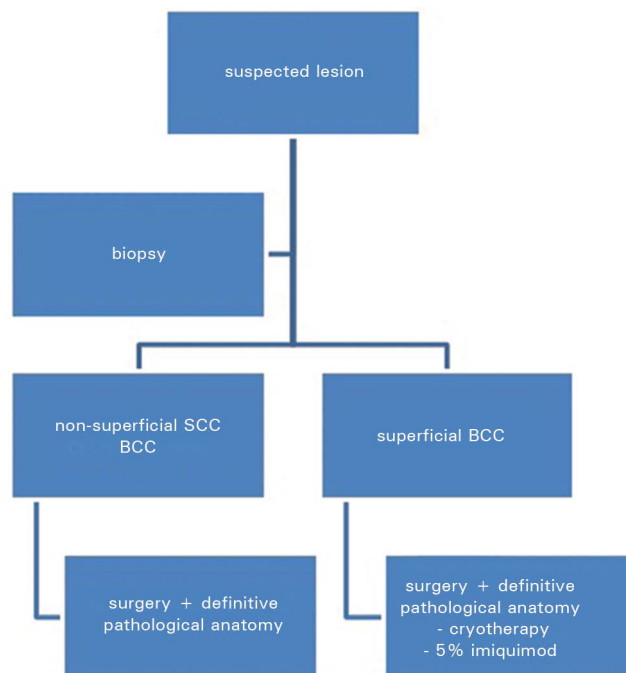 suspected lesion
biopsy
non-superficial SCC
BCC
superficial BCC
surgery + definitive
pathological anatomy
surgery + definitive
pathological anatomy
- cryotherapy
- 5% imiquimod